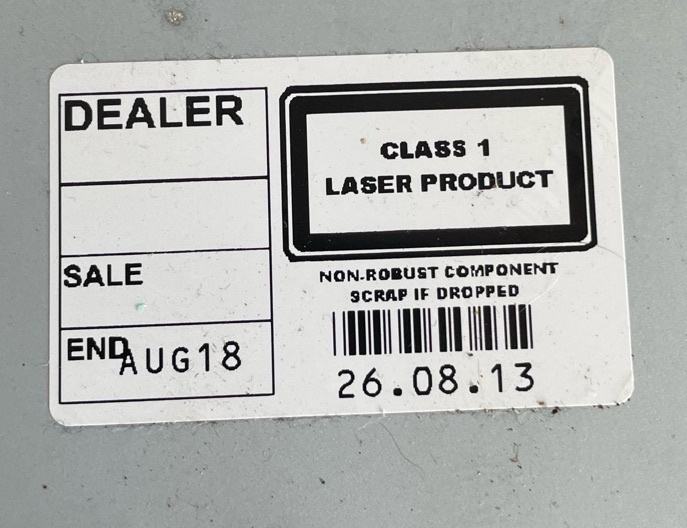 DEALER
SALE
END AUG18
CLASS 1
LASER PRODUCT
NON-ROBUST COMPONENT
SCRAP IF DROPPED
26.08.13